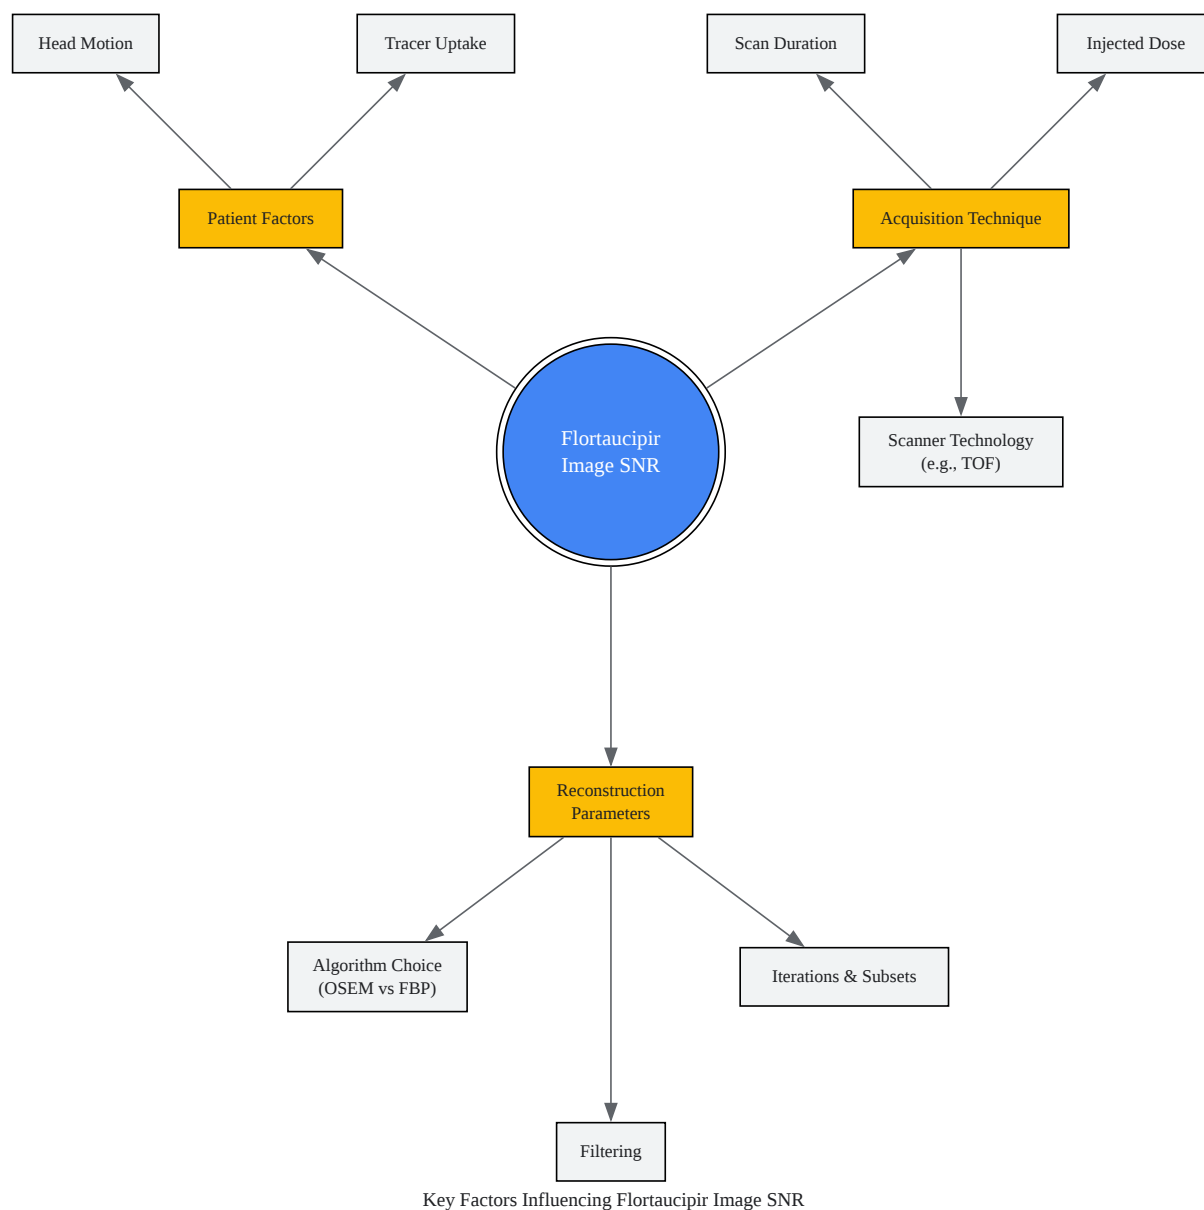 Head Motion
Tracer Uptake
Scan Duration
Injected Dose
Patient Factors
Acquisition Technique
Flortaucipir
Image SNR
Scanner Technology
(e.g., TOF)
Reconstruction
Parameters
Algorithm Choice
(OSEM vs FBP)
Iterations & Subsets
Filtering
Key Factors Influencing Flortaucipir Image SNR